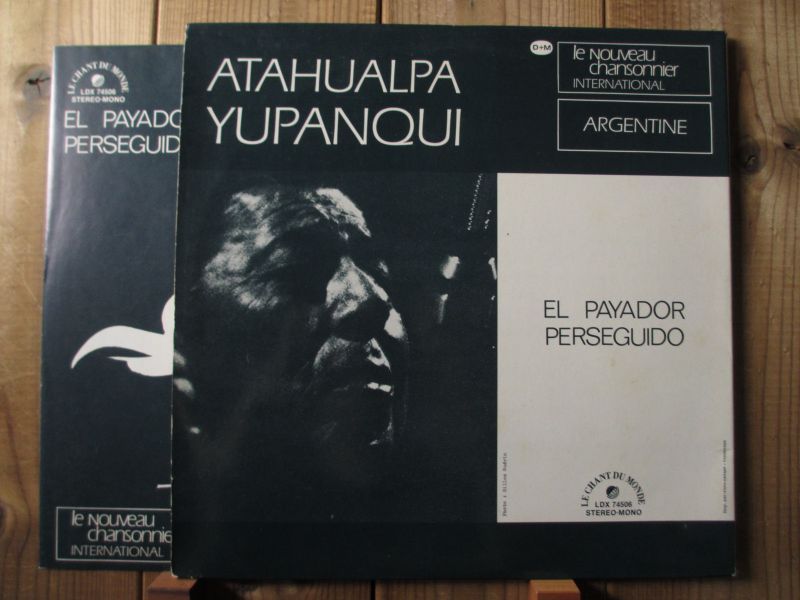 LE CHANT DU MONDE
LDX 74506
STEREO-MONO
EL PAYADOR
PERSEGUID
le NOUVEAU
chansonnie
INTERNATIONAL
ATAHUALPA
YUPANQUI
D+M
le NOUVEAU
chansonnier
INTERNATIONAL
ARGENTINE
EL PAYADOR
PERSEGUIDO
LE CHANT DU MONDE
LDX 74506
STEREO-MONO